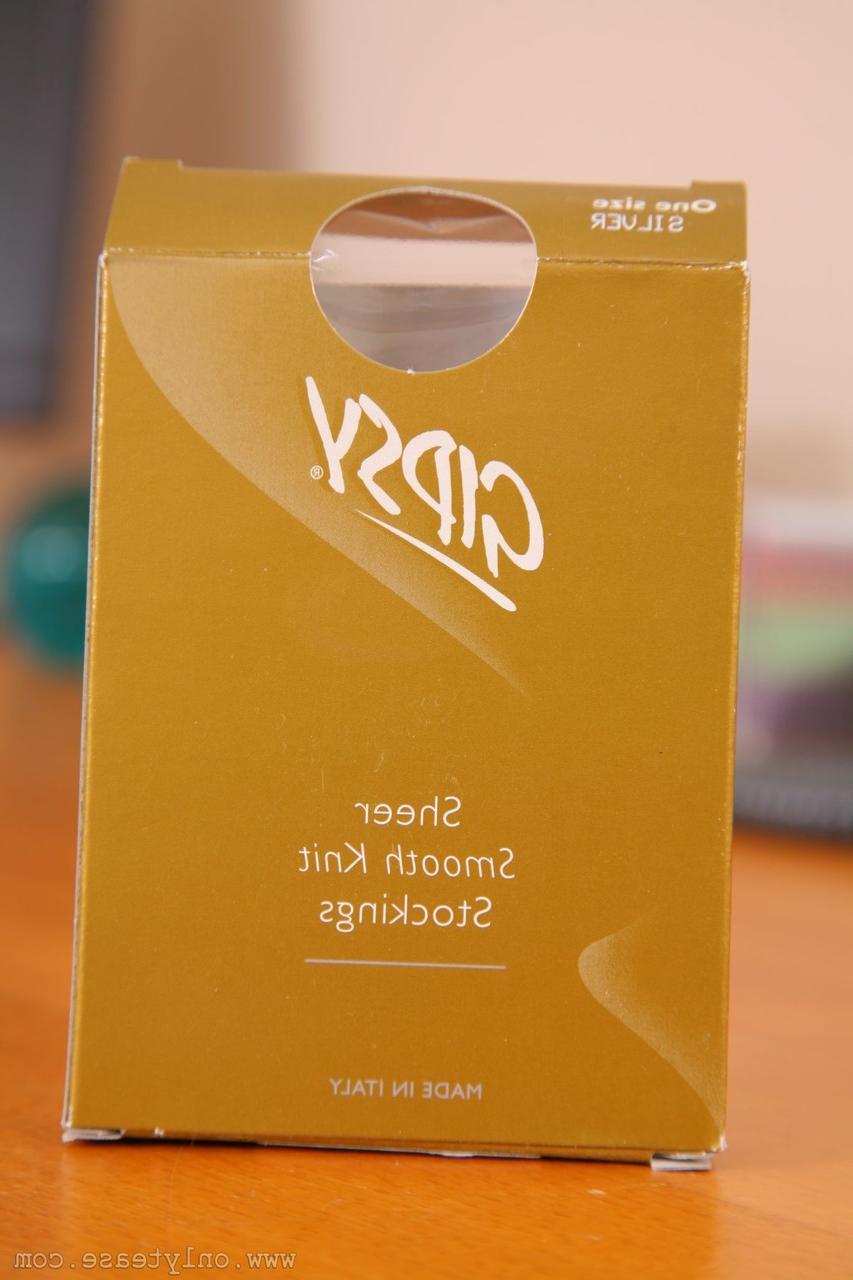 One size
SILVER
GIPSY®
Sheer
Smooth Knit
Stockings
MADE IN ITALY
www.onlytease.com